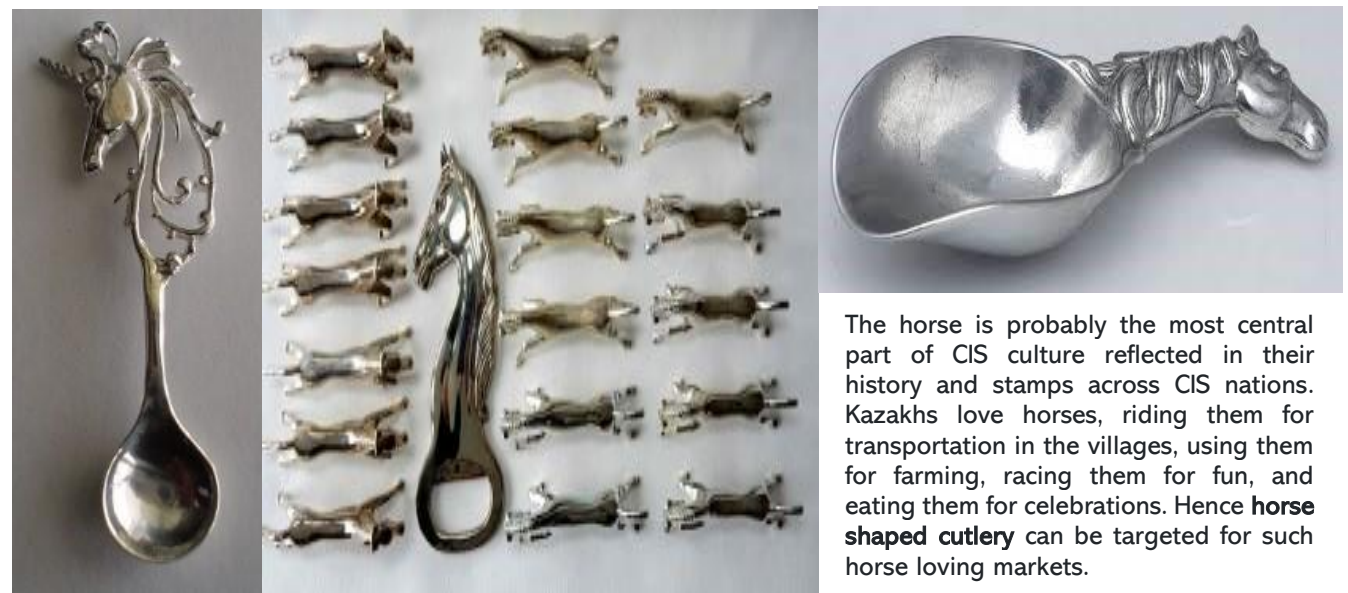 The horse is probably the most central
part of CIS culture reflected in their
history and stamps across CIS nations.
Kazakhs love horses, riding them for
transportation in the villages, using them
for farming, racing them for fun, and
eating them for celebrations. Hence horse
shaped cutlery can be targeted for such
horse loving markets.